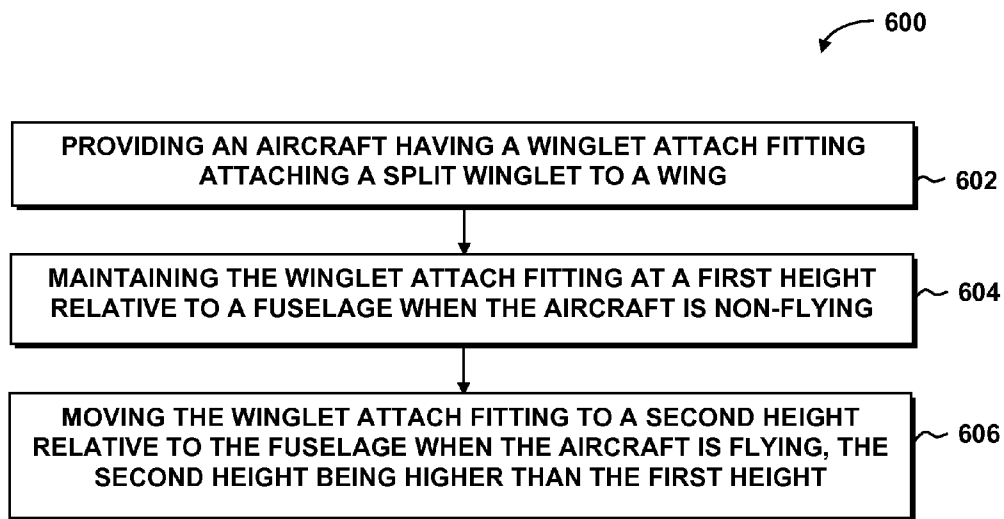 600
PROVIDING AN AIRCRAFT HAVING A WINGLET ATTACH FITTING
ATTACHING A SPLIT WINGLET TO A WING
602
MAINTAINING THE WINGLET ATTACH FITTING AT A FIRST HEIGHT
RELATIVE TO A FUSELAGE WHEN THE AIRCRAFT IS NON-FLYING
604
MOVING THE WINGLET ATTACH FITTING TO A SECOND HEIGHT
RELATIVE TO THE FUSELAGE WHEN THE AIRCRAFT IS FLYING, THE
SECOND HEIGHT BEING HIGHER THAN THE FIRST HEIGHT
606